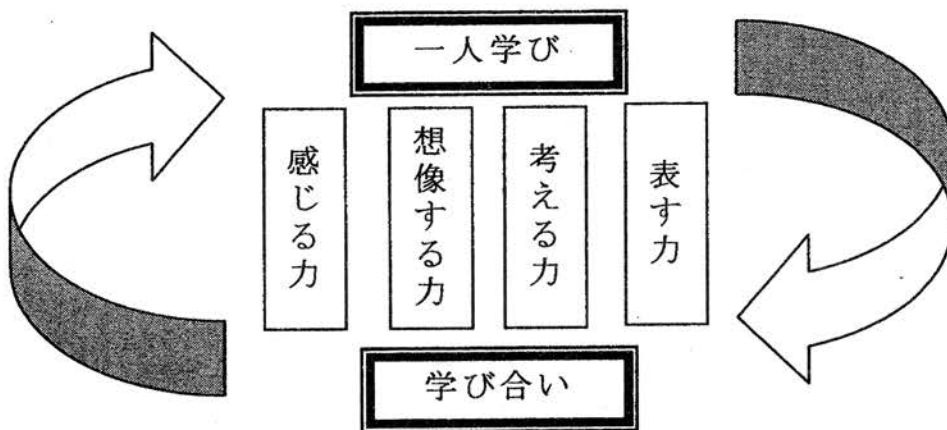 一人学び
感じる力
想像する力
考える力
表す力
学び合い